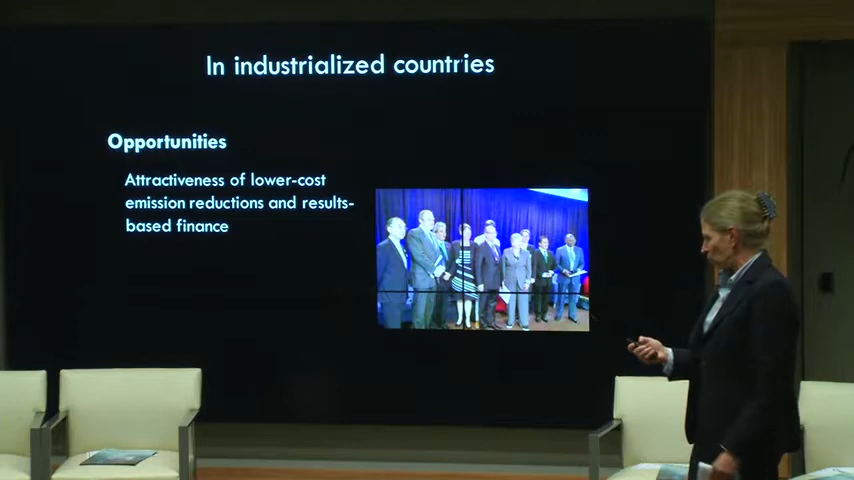 In industrialized countries
Opportunities
Attractiveness of lower-cost
emission reductions and results-
based finance